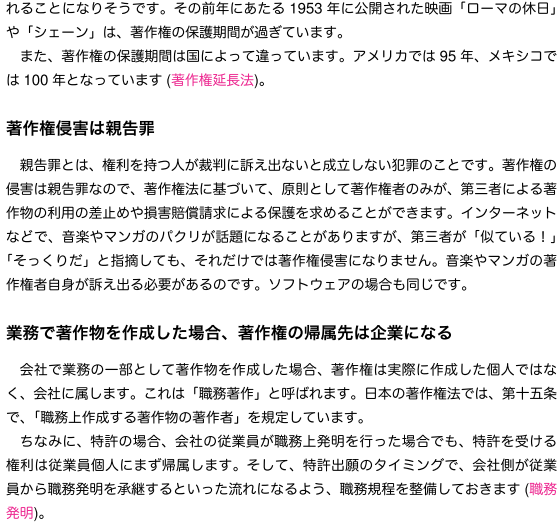 れることになりそうです。その前年にあたる 1953 年に公開された映画「ローマの休日」
や「シェーン」は、著作権の保護期間が過ぎています。
また、著作権の保護期間は国によって違っています。アメリカでは 95 年、メキシコで
は 100 年となっています (著作権延長法)。
著作権侵害は親告罪
親告罪とは、権利を持つ人が裁判に訴え出ないと成立しない犯罪のことです。著作権の
侵害は親告罪なので、著作権法に基づいて、原則として著作権者のみが、第三者による著
作物の利用の差止めや損害賠償請求による保護を求めることができます。インターネット
などで、音楽やマンガのパクリが話題になることがありますが、第三者が「似ている！」
「そっくりだ」と指摘しても、それだけでは著作権侵害になりません。音楽やマンガの著
作権者自身が訴え出る必要があるのです。ソフトウェアの場合も同じです。
業務で著作物を作成した場合、著作権の帰属先は企業になる
会社で業務の一部として著作物を作成した場合、著作権は実際に作成した個人ではな
く、会社に属します。これは「職務著作」と呼ばれます。日本の著作権法では、第十五条
で、「職務上作成する著作物の著作者」を規定しています。
ちなみに、特許の場合、会社の従業員が職務上発明を行った場合でも、特許を受ける
権利は従業員個人にまず帰属します。そして、特許出願のタイミングで、会社側が従業
員から職務発明を承継するといった流れになるよう、職務規程を整備しておきます (職務
発明)。